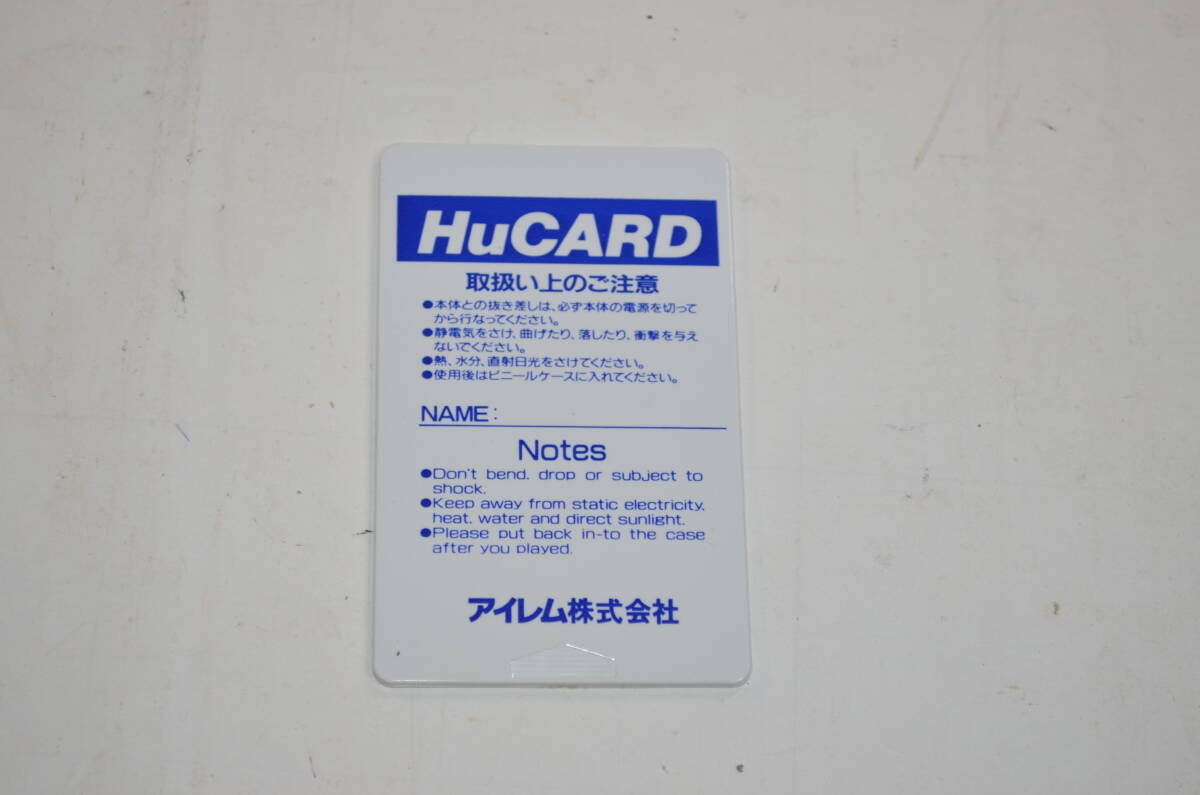 HuCARD
取扱い上のご注意
●本体との抜き差しは、必ず本体の電源を切って
から行なってください。
●静電気をさけ、曲げたり、落したり、衝撃を与え
ないでください。
●熱、水分、直射日光をさけてください。
●使用後はビニールケースに入れてください。
NAME:
Notes
●Don't bend, drop or subject to
shock.
●Keep away from static electricity,
heat, water and direct sunlight.
●Please put back in-to the case
after you played.
アイレム株式会社